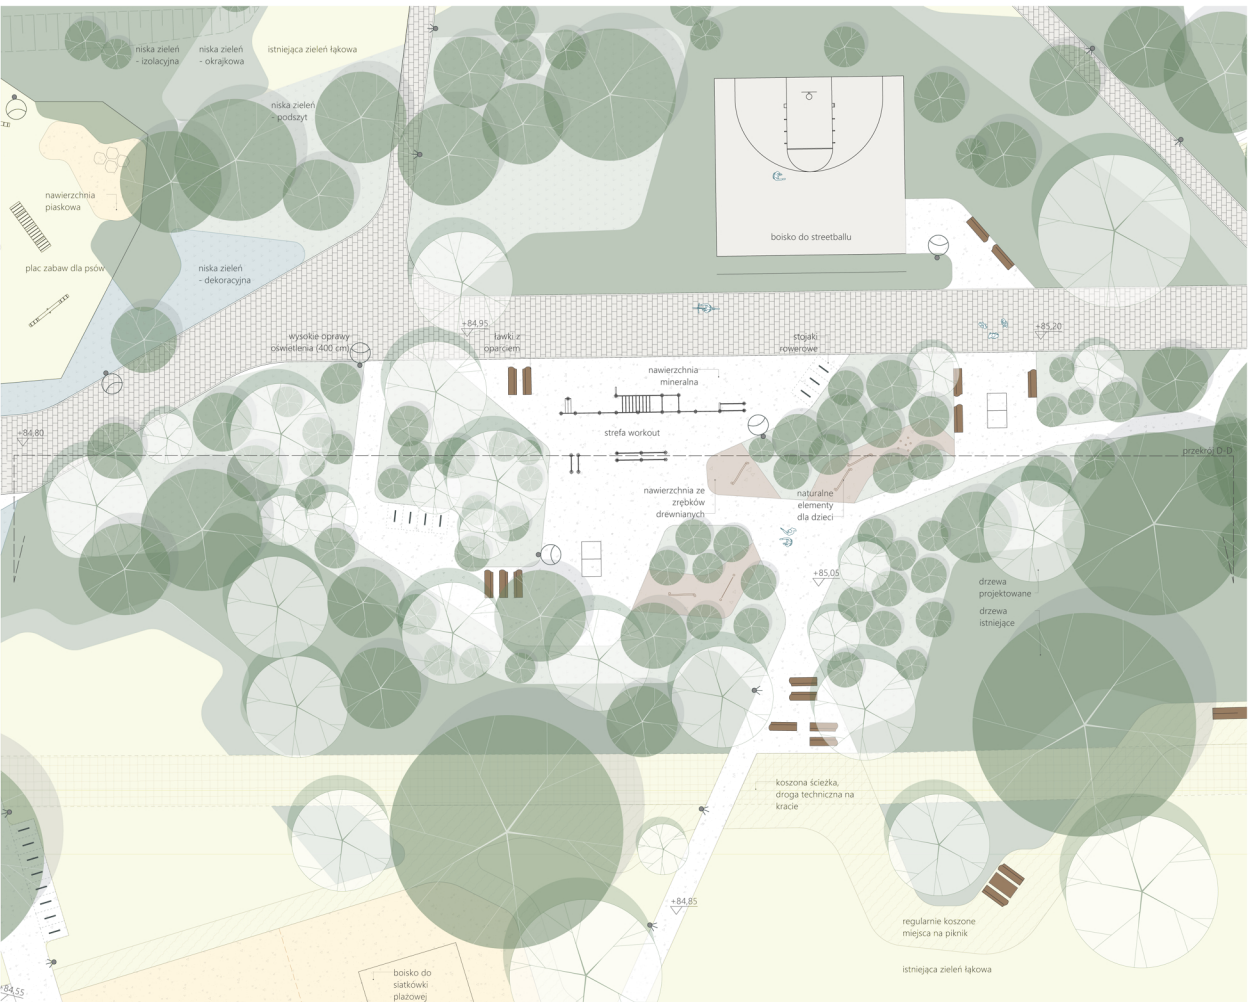 niska zieleń
- izolacyjna
niska zieleń
- okrajkowa
istniejąca zieleń łąkowa
niska zieleń
- podszyt
nawierzchnia
piaskowa
plac zabaw dla psów
niska zieleń
- dekoracyjna
boisko do streetballu
wysokie oprawy
oświetlenia (400 cm)
+84,95
ławki z
oparciem
stojaki
rowerowe
+85,20
nawierzchnia
mineralna
strefa workout
+84,80
przekrój D-D
nawierzchnia ze
zrębków
drewnianych
naturalne
elementy
dla dzieci
+85,05
drzewa
projektowane
drzewa
istniejące
koszona ścieżka,
droga techniczna na
kracie
+84,85
regularnie koszone
miejsca na piknik
istniejąca zieleń łąkowa
boisko do
siatkówki
plażowej
+84,55